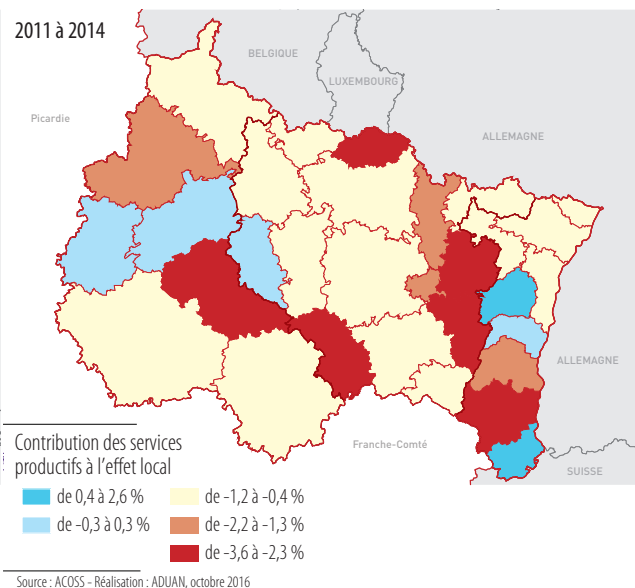 2011 à 2014
BELGIQUE
LUXEMBOURG
Picardie
ALLEMAGNE
ALLEMAGNE
Franche-Comté
SUISSE
Contribution des services
productifs à l'effet local
de 0,4 à 2,6 %
de -0,3 à 0,3 %
de -1,2 à -0,4 %
de -2,2 à -1,3 %
de -3,6 à -2,3 %
Source : ACOSS - Réalisation : ADUAN, octobre 2016